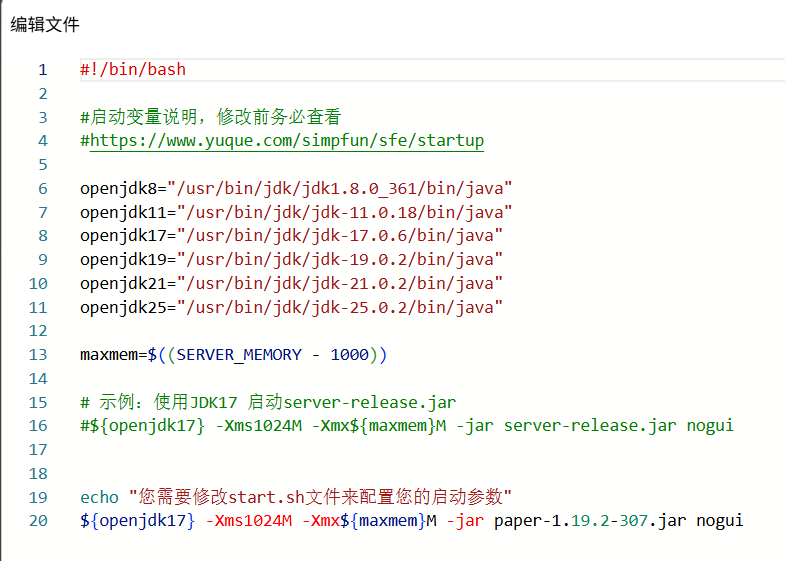 编辑文件
1 #!/bin/bash
2
3 #启动变量说明，修改前务必查看
4 #https://www.yuque.com/simpfun/sfe/startup
5
6 openjdk8="/usr/bin/jdk/jdk1.8.0_361/bin/java"
7 openjdk11="/usr/bin/jdk/jdk-11.0.18/bin/java"
8 openjdk17="/usr/bin/jdk/jdk-17.0.6/bin/java"
9 openjdk19="/usr/bin/jdk/jdk-19.0.2/bin/java"
10 openjdk21="/usr/bin/jdk/jdk-21.0.2/bin/java"
11 openjdk25="/usr/bin/jdk/jdk-25.0.2/bin/java"
12
13 maxmem=$((SERVER_MEMORY - 1000))
14
15 # 示例：使用JDK17 启动server-release.jar
16 #${openjdk17} -Xms1024M -Xmx${maxmem}M -jar server-release.jar nogui
17
18
19 echo "您需要修改start.sh文件来配置您的启动参数"
20 ${openjdk17} -Xms1024M -Xmx${maxmem}M -jar paper-1.19.2-307.jar nogui